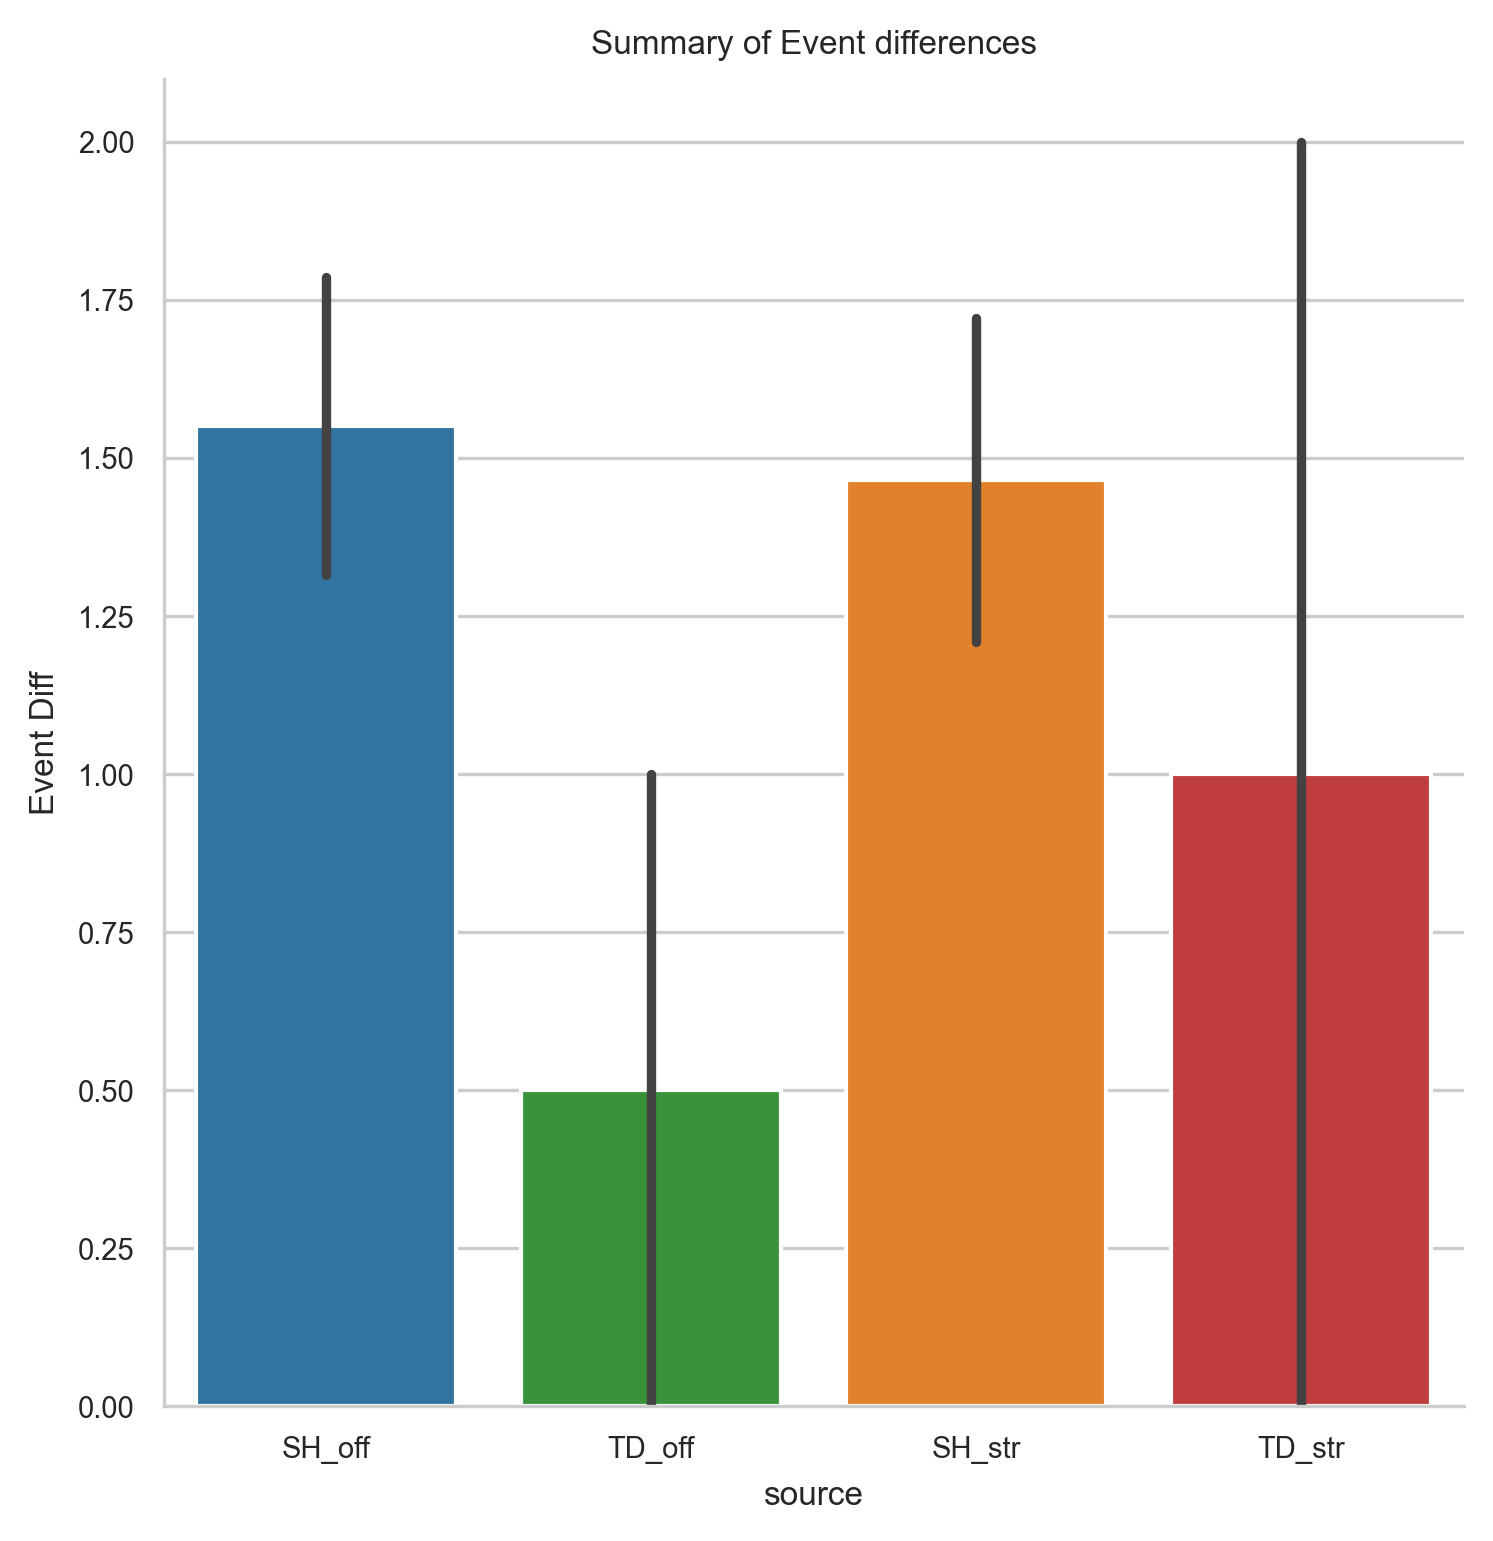 Summary of Event differences
2.00
1.75
1.50
1.25
1.00
0.75
0.50
0.25
0.00
Event Diff
SH_off
TD_off
SH_str
TD_str
source